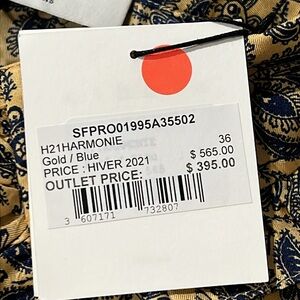 SFPRO01995A35502
H21HARMONIE 36
Gold / Blue $ 565.00
PRICE : HIVER 2021 $ 395.00
OUTLET PRICE:
3 607171 732807